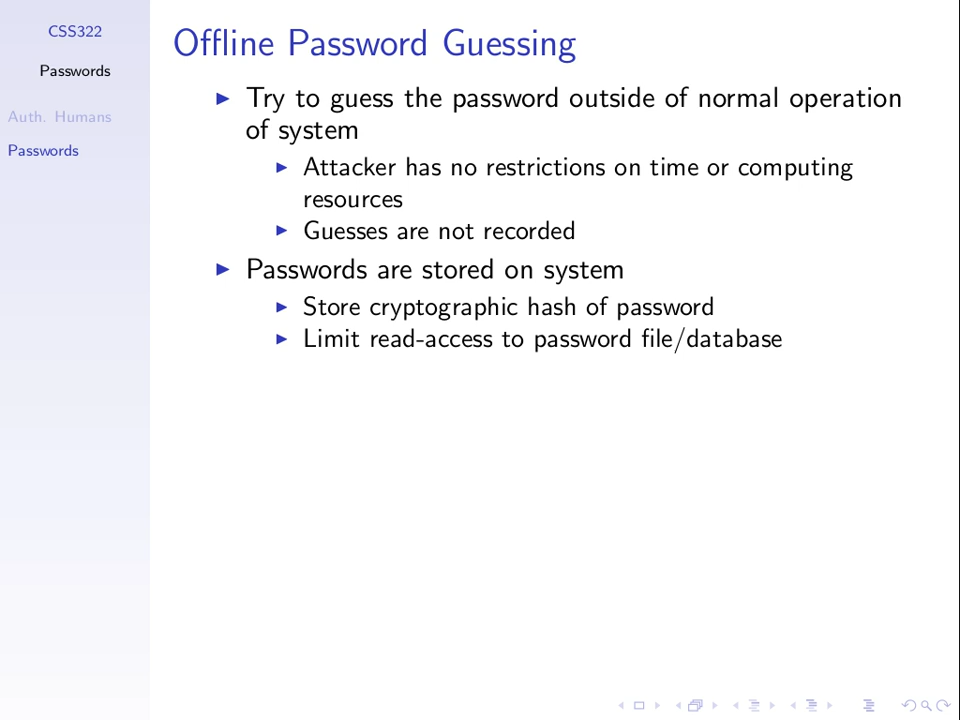 CSS322
Passwords
Auth. Humans
Passwords
Offline Password Guessing
Try to guess the password outside of normal operation
of system
Attacker has no restrictions on time or computing
resources
Guesses are not recorded
Passwords are stored on system
Store cryptographic hash of password
Limit read-access to password file/database